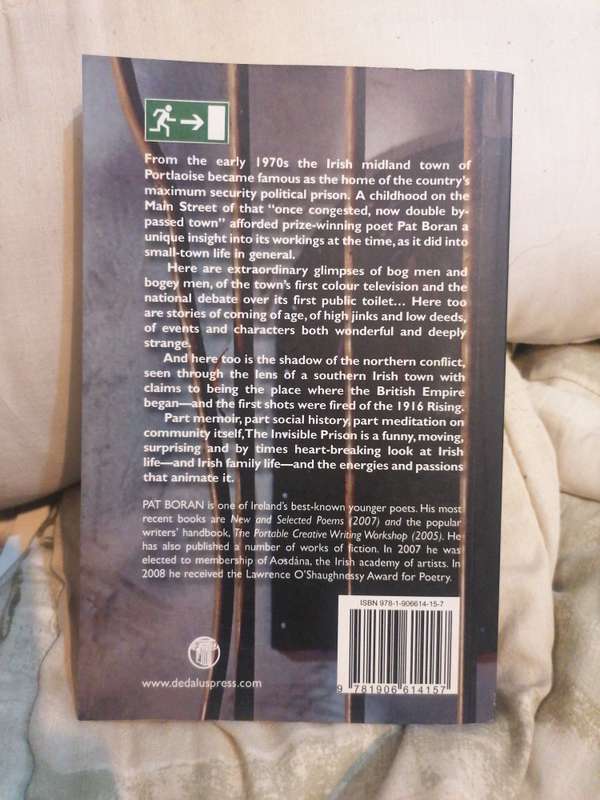 From the early 1970s the Irish midland town of
Portlaoise became famous as the home of the country's
maximum security political prison. A childhood on the
Main Street of that “once congested, now double by-
passed town” afforded prize-winning poet Pat Boran a
unique insight into its workings at the time, as it did into
small-town life in general.
Here are extraordinary glimpses of bog men and
bogey men, of the town's first colour television and the
national debate over its first public toilet... Here too
are stories of coming of age, of high jinks and low deeds,
of events and characters both wonderful and deeply
strange.
And here too is the shadow of the northern conflict,
seen through the lens of a southern Irish town with
claims to being the place where the British Empire
began—and the first shots were fired of the 1916 Rising.
Part memoir, part social history, part meditation on
community itself, The Invisible Prison is a funny, moving,
surprising and by times heart-breaking look at Irish
life—and Irish family life—and the energies and passions
that animate it.
PAT BORAN is one of Ireland's best-known younger poets. His most
recent books are New and Selected Poems (2007) and the popular
writers' handbook, The Portable Creative Writing Workshop (2005). He
has also published a number of works of fiction. In 2007 he was
elected to membership of Aosdána, the Irish academy of artists. In
2008 he received the Lawrence O'Shaughnessy Award for Poetry.
ISBN 978-1-906614-15-7
9 781906 614157
www.dedaluspress.com